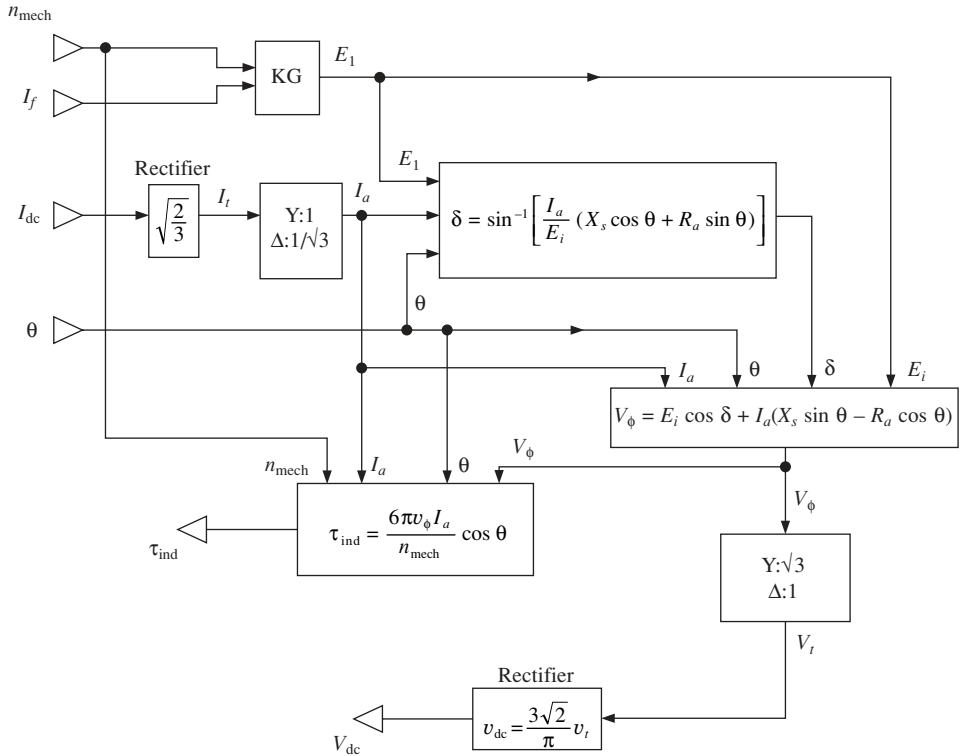 n_mech
I_f
KG
E_1
Rectifier
I_dc
√(2/3)
I_t
Y:1
Δ:1/√3
I_a
E_1
δ = sin⁻¹[I_a/E_i (X_s cos θ + R_a sin θ)]
θ
θ
I_a
θ
δ
E_i
V_ϕ = E_i cos δ + I_a(X_s sin θ – R_a cos θ)
n_mech
I_a
θ
V_ϕ
V_ϕ
τ_ind = 6πv_ϕ I_a/n_mech cos θ
τ_ind
Y:√3
Δ:1
V_t
Rectifier
v_dc = 3√2/π v_t
V_dc